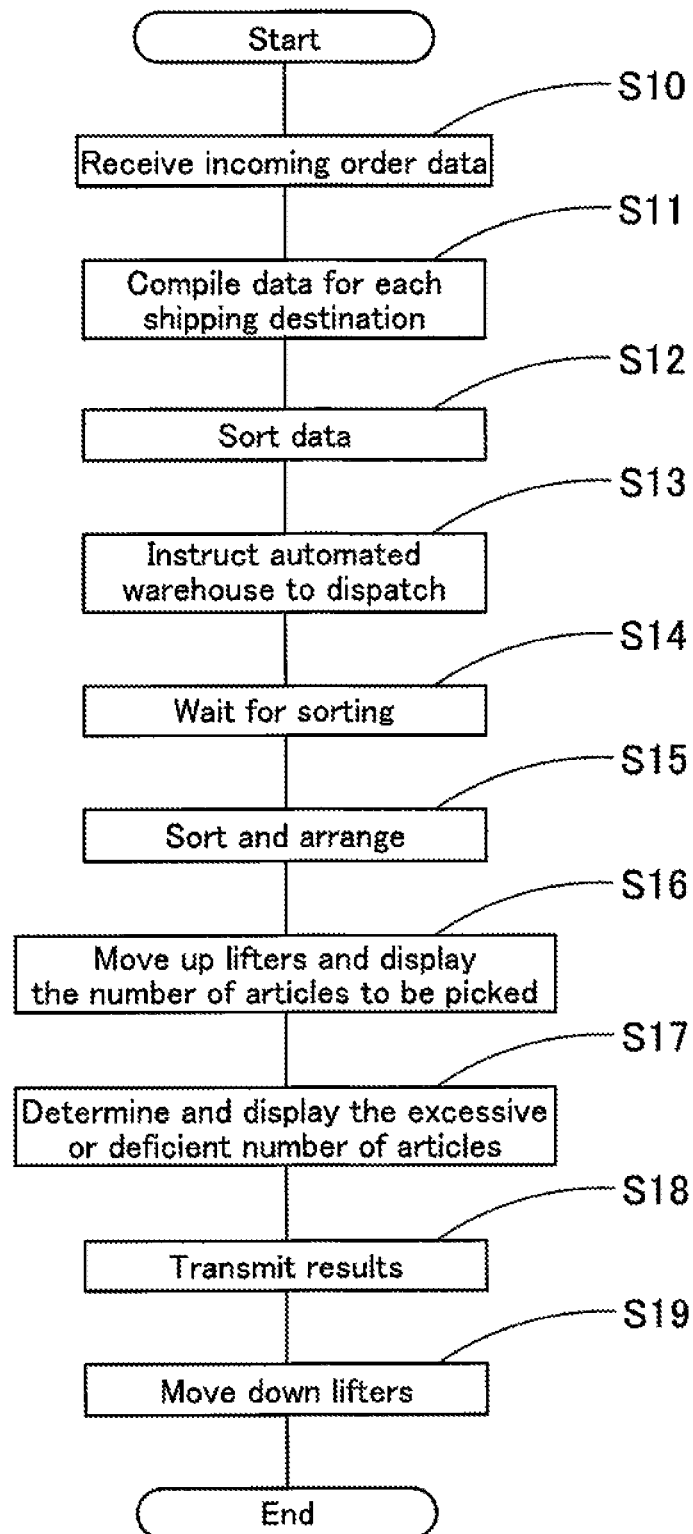 Start
S10
Receive incoming order data
S11
Compile data for each
shipping destination
S12
Sort data
S13
Instruct automated
warehouse to dispatch
S14
Wait for sorting
S15
Sort and arrange
S16
Move up lifters and display
the number of articles to be picked
S17
Determine and display the excessive
or deficient number of articles
S18
Transmit results
S19
Move down lifters
End